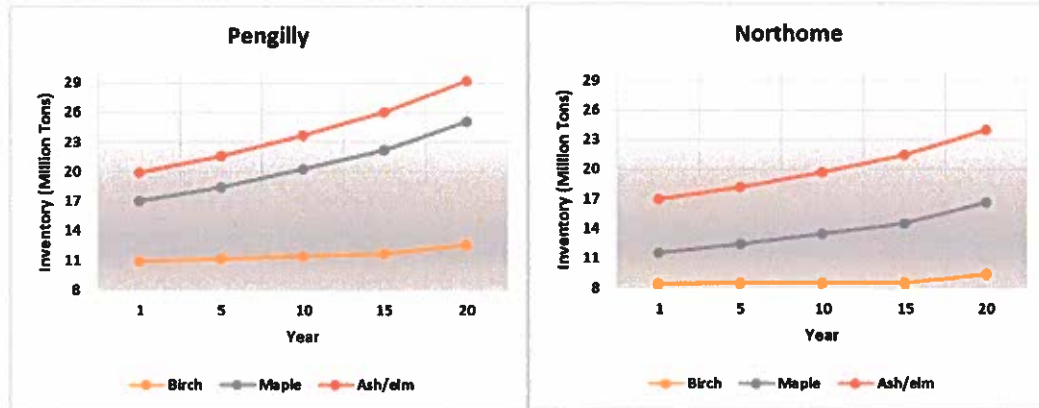 Pengilly
Inventory (Million Tons)
29
26
23
20
17
14
11
8
1 5 10 15 20
Year
Birch Maple Ash/elm
Northome
Inventory (Million Tons)
29
26
23
20
17
14
11
8
1 5 10 15 20
Year
Birch Maple Ash/elm